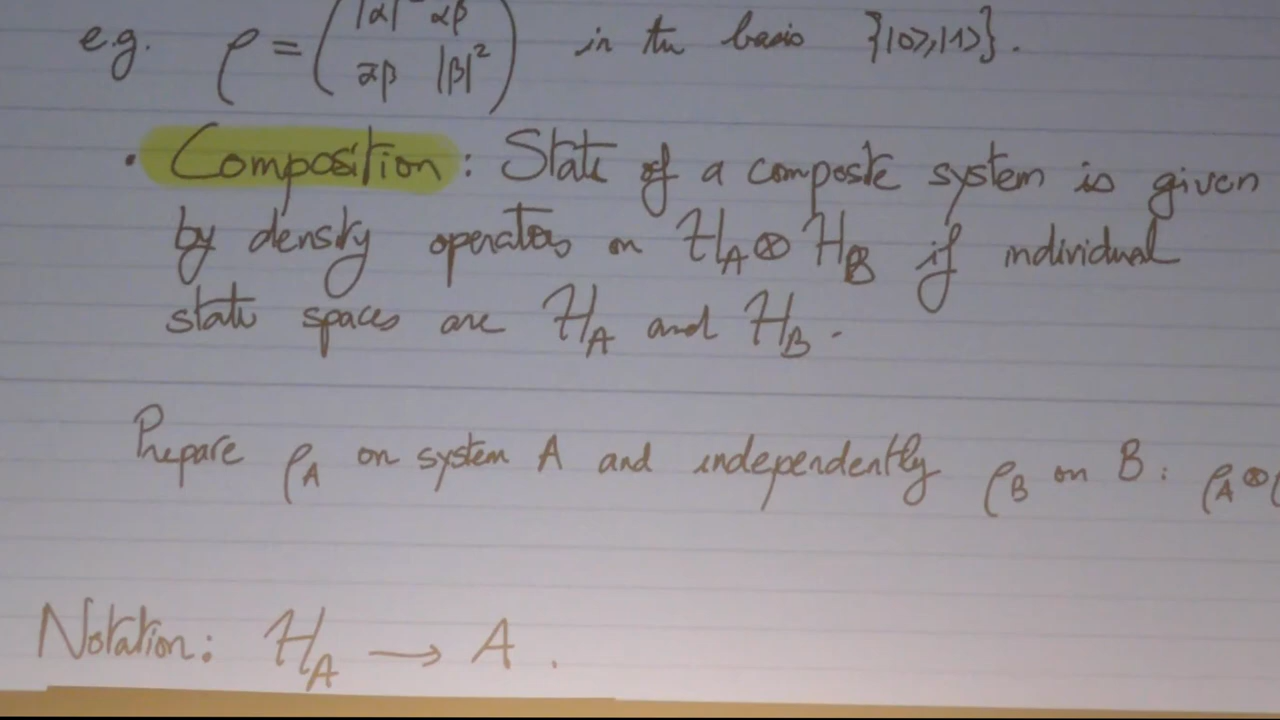 e.g. ρ = ( |α|² αβ̅
α̅β |β|² ) in the basis {|0>,|1>}.
• Composition: State of a composite system is given
by density operators on H_A ⊗ H_B if individual
state spaces are H_A and H_B.
Prepare ρ_A on system A and independently ρ_B on B: ρ_A ⊗
Notation: H_A → A.